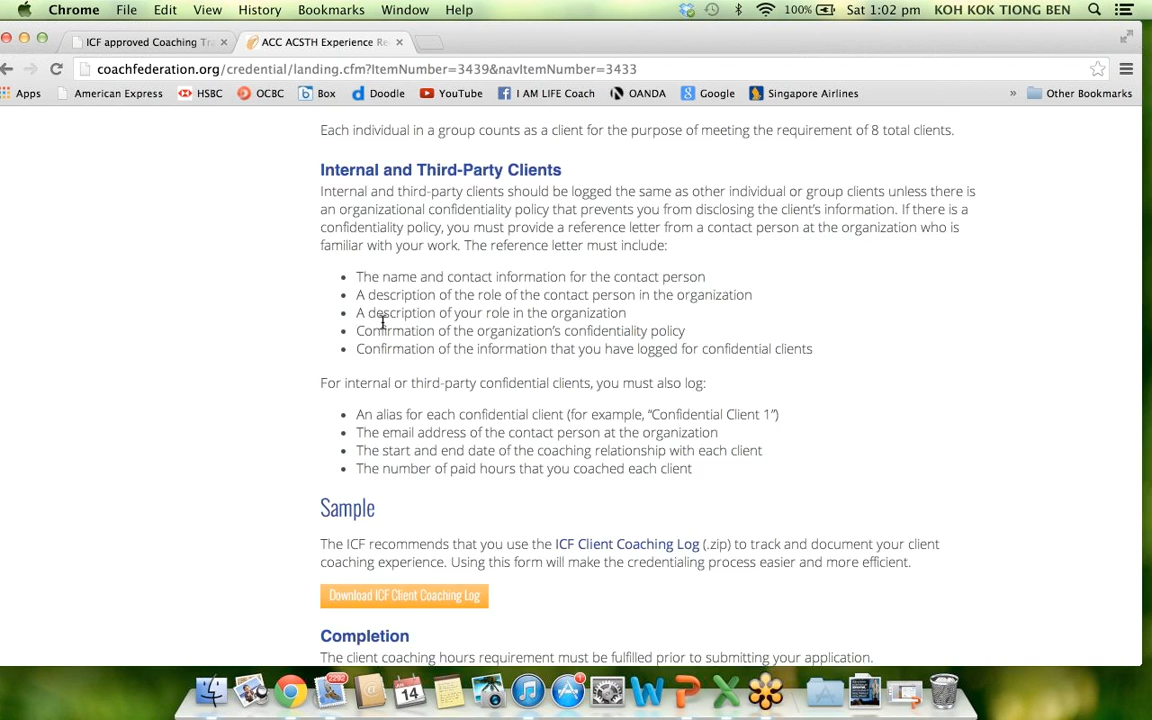 Chrome File Edit View History Bookmarks Window Help 100% Sat 1:02 pm KOH KOK TIONG BEN
ICF approved Coaching Tra ACC ACSTH Experience Re
coachfederation.org/credential/landing.cfm?ItemNumber=3439&navItemNumber=3433
Apps American Express HSBC OCBC Box Doodle YouTube I AM LIFE Coach OANDA Google Singapore Airlines » Other Bookmarks
Each individual in a group counts as a client for the purpose of meeting the requirement of 8 total clients.
Internal and Third-Party Clients
Internal and third-party clients should be logged the same as other individual or group clients unless there is
an organizational confidentiality policy that prevents you from disclosing the client's information. If there is a
confidentiality policy, you must provide a reference letter from a contact person at the organization who is
familiar with your work. The reference letter must include:
• The name and contact information for the contact person
• A description of the role of the contact person in the organization
• A description of your role in the organization
• Confirmation of the organization's confidentiality policy
• Confirmation of the information that you have logged for confidential clients
For internal or third-party confidential clients, you must also log:
• An alias for each confidential client (for example, “Confidential Client 1”)
• The email address of the contact person at the organization
• The start and end date of the coaching relationship with each client
• The number of paid hours that you coached each client
Sample
The ICF recommends that you use the ICF Client Coaching Log (.zip) to track and document your client
coaching experience. Using this form will make the credentialing process easier and more efficient.
Download ICF Client Coaching Log
Completion
The client coaching hours requirement must be fulfilled prior to submitting your application.
2292
14
1